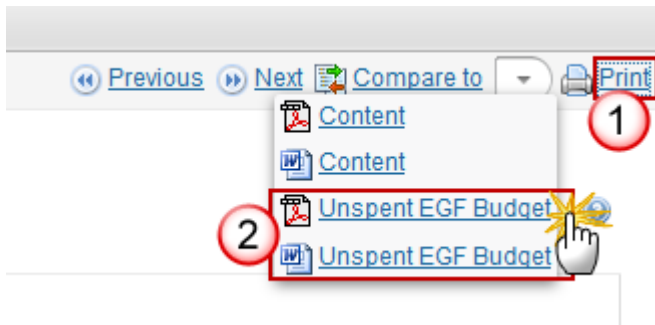 Previous Next Compare to Print
1
Content
Content
Unspent EGF Budget
2
Unspent EGF Budget